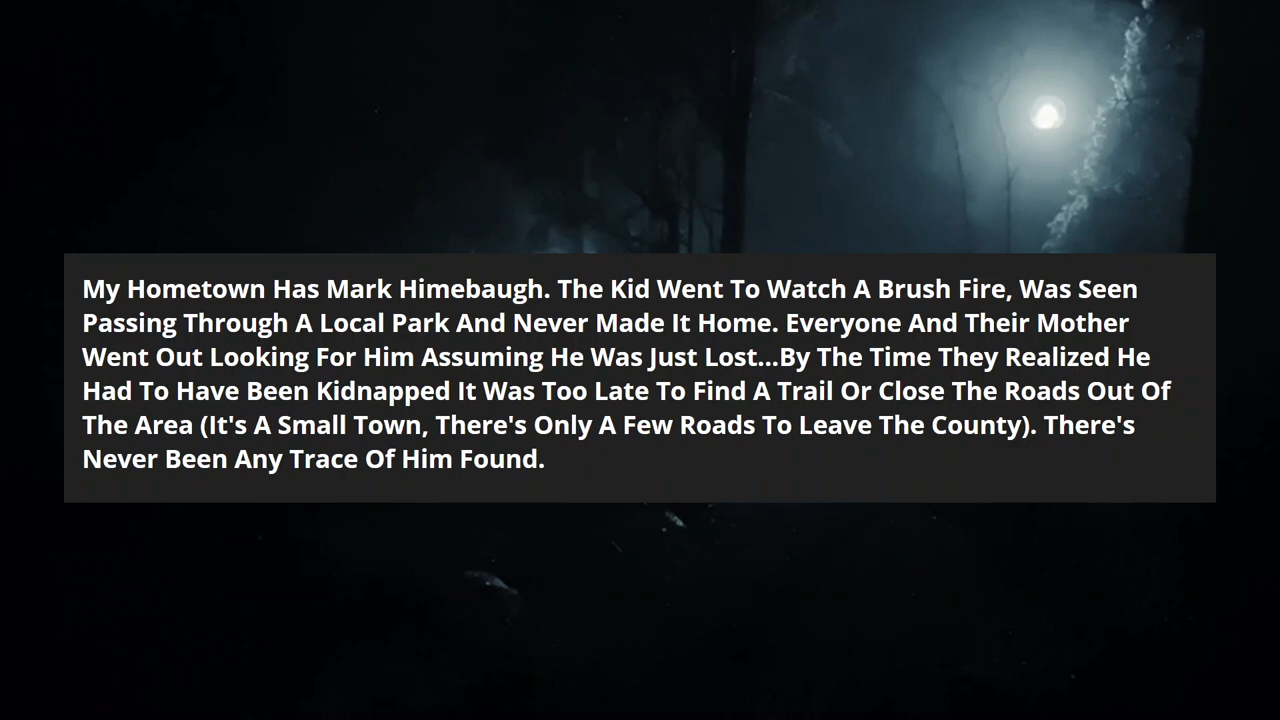 My Hometown Has Mark Himebaugh. The Kid Went To Watch A Brush Fire, Was Seen
Passing Through A Local Park And Never Made It Home. Everyone And Their Mother
Went Out Looking For Him Assuming He Was Just Lost...By The Time They Realized He
Had To Have Been Kidnapped It Was Too Late To Find A Trail Or Close The Roads Out Of
The Area (It's A Small Town, There's Only A Few Roads To Leave The County). There's
Never Been Any Trace Of Him Found.